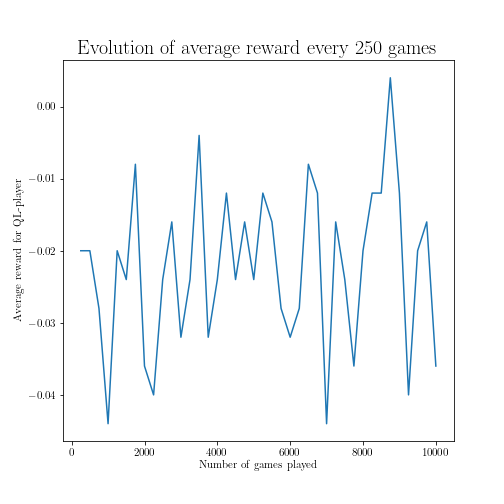 Evolution of average reward every 250 games
Average reward for QL-player
0.00
−0.01
−0.02
−0.03
−0.04
0 2000 4000 6000 8000 10000
Number of games played